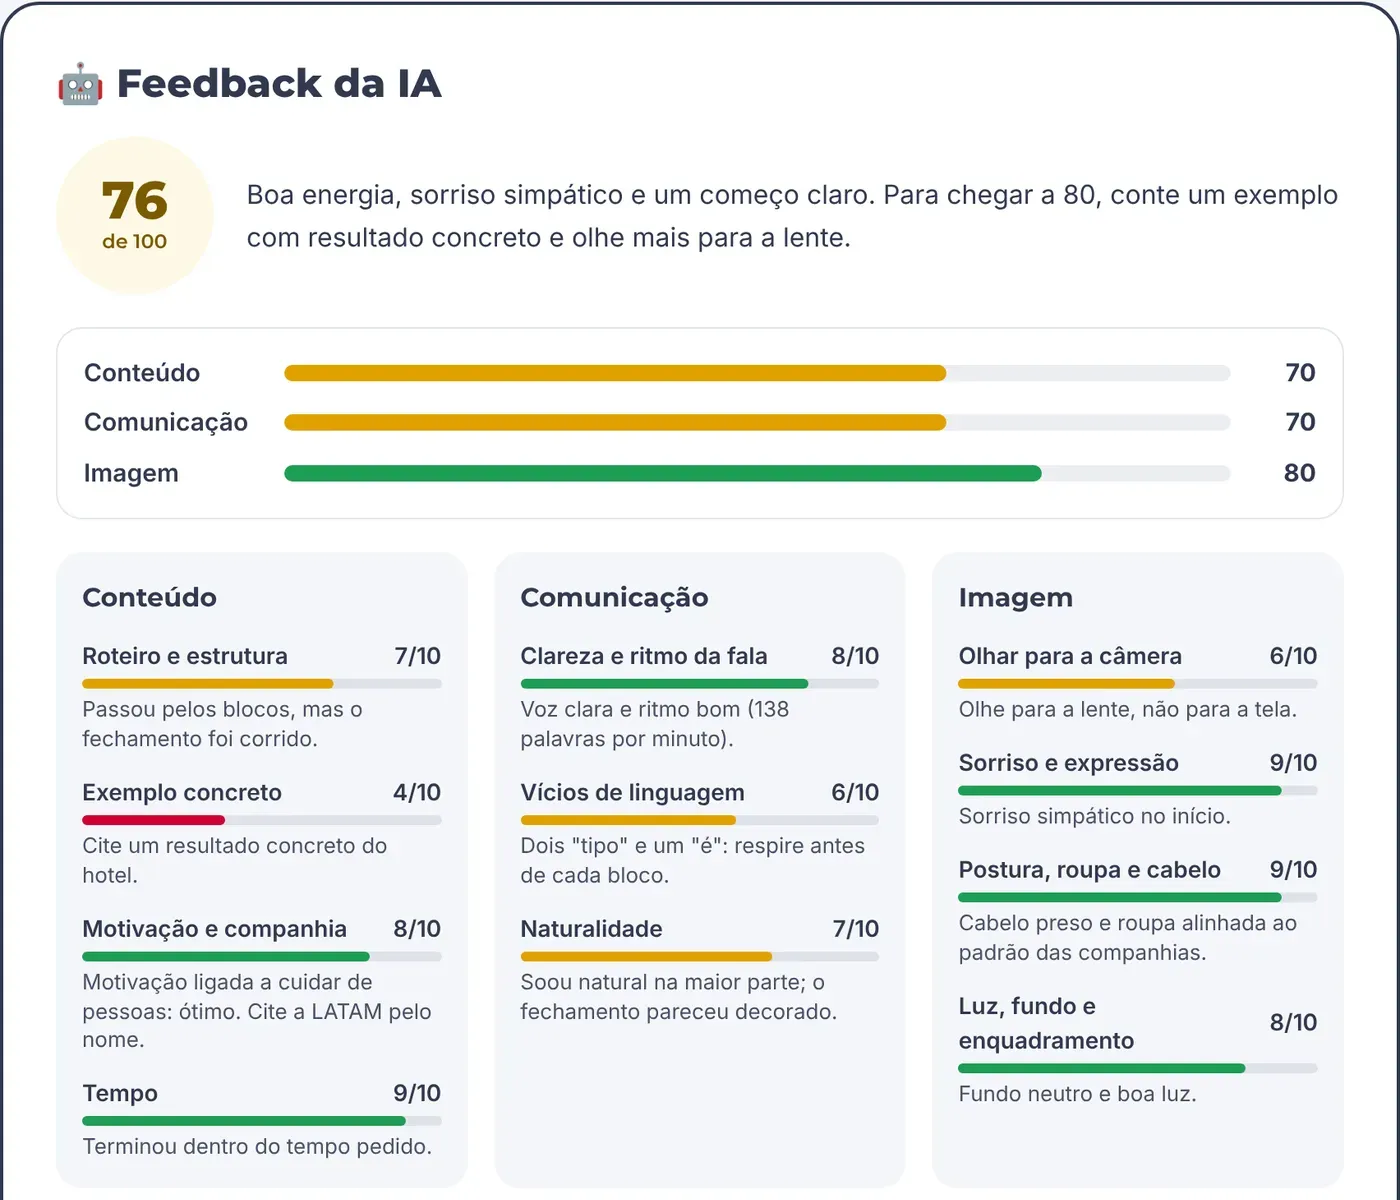 Feedback da IA
76
de 100
Boa energia, sorriso simpático e um começo claro. Para chegar a 80, conte um exemplo
com resultado concreto e olhe mais para a lente.
Conteúdo 70
Comunicação 70
Imagem 80
Conteúdo
Roteiro e estrutura 7/10
Passou pelos blocos, mas o
fechamento foi corrido.
Exemplo concreto 4/10
Cite um resultado concreto do
hotel.
Motivação e companhia 8/10
Motivação ligada a cuidar de
pessoas: ótimo. Cite a LATAM pelo
nome.
Tempo 9/10
Terminou dentro do tempo pedido.
Comunicação
Clareza e ritmo da fala 8/10
Voz clara e ritmo bom (138
palavras por minuto).
Vícios de linguagem 6/10
Dois "tipo" e um "é": respire antes
de cada bloco.
Naturalidade 7/10
Soou natural na maior parte; o
fechamento pareceu decorado.
Imagem
Olhar para a câmera 6/10
Olhe para a lente, não para a tela.
Sorriso e expressão 9/10
Sorriso simpático no início.
Postura, roupa e cabelo 9/10
Cabelo preso e roupa alinhada ao
padrão das companhias.
Luz, fundo e
enquadramento 8/10
Fundo neutro e boa luz.